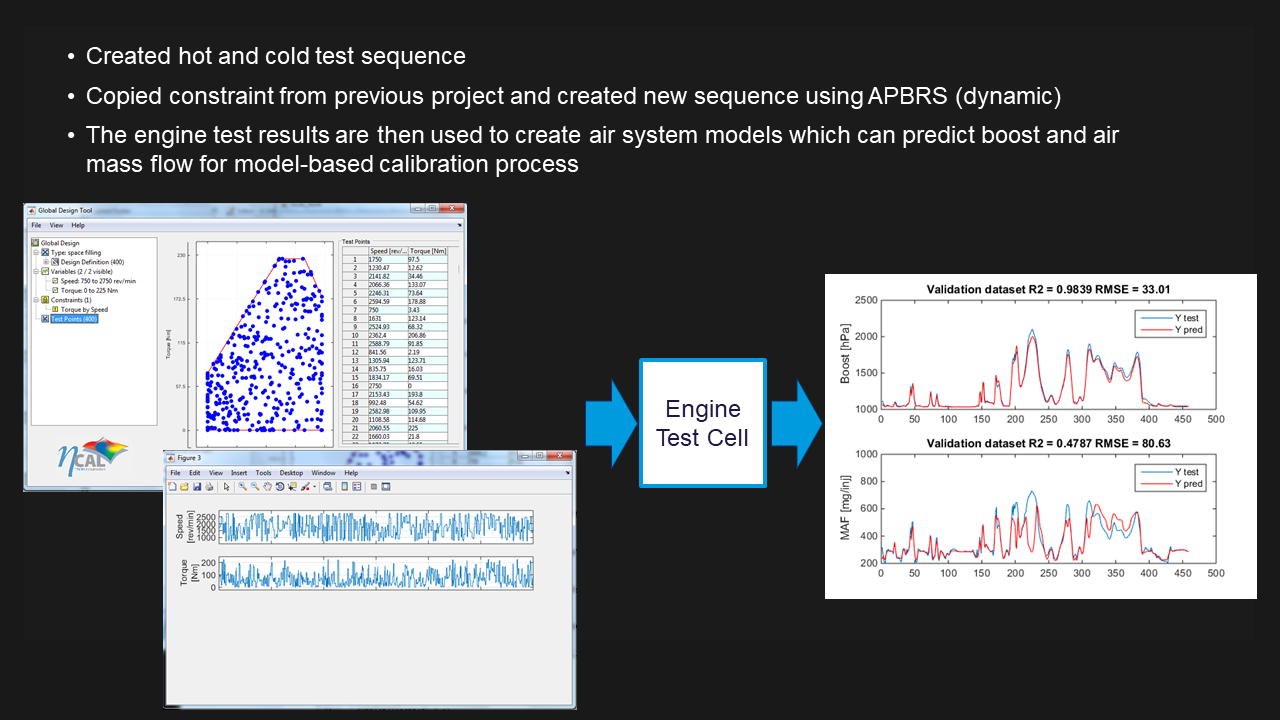 • Created hot and cold test sequence
• Copied constraint from previous project and created new sequence using APBRS (dynamic)
• The engine test results are then used to create air system models which can predict boost and air
mass flow for model-based calibration process
Global Design Tool
File View Help
Global Design
Type: space filling
Design Definition (400)
Variables (2 / 2 visible)
Speed: 750 to 2750 rev/min
Torque: 0 to 225 Nm
Constraints (1)
Torque by Speed
Test Points (400)
nCAL
230
172.5
115
57.5
0
Torque [Nm]
Test Points
Speed [rev/... Torque [Nm]
1 1750 97.5
2 1230.47 12.62
3 2141.82 34.46
4 2066.36 133.07
5 2246.31 73.64
6 2594.59 178.88
7 750 3.43
8 1631 123.14
9 2524.93 68.32
10 2362.4 206.86
11 2588.79 91.85
12 841.56 2.19
13 1305.94 123.71
14 835.75 16.03
15 1834.17 69.51
16 2750 0
17 2153.43 193.8
18 992.48 54.62
19 2582.98 109.95
20 1108.58 114.68
21 2060.55 225
22 1660.03 21.8
Figure 3
File Edit View Insert Tools Desktop Window Help
Speed
[rev/min]
2500
2000
1500
1000
Torque
[Nm]
200
100
0
Engine
Test Cell
Validation dataset R2 = 0.9839 RMSE = 33.01
Boost [hPa]
2500
2000
1500
1000
Y test
Y pred
0 50 100 150 200 250 300 350 400 450 500
Validation dataset R2 = 0.4787 RMSE = 80.63
MAF [mg/inj]
1000
800
600
400
200
Y test
Y pred
0 50 100 150 200 250 300 350 400 450 500